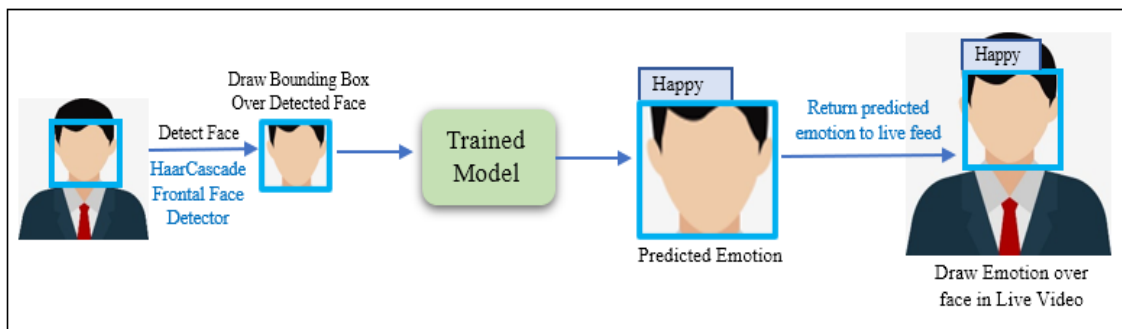 Detect Face
HaarCascade
Frontal Face
Detector
Draw Bounding Box
Over Detected Face
Trained
Model
Happy
Predicted Emotion
Return predicted
emotion to live feed
Happy
Draw Emotion over
face in Live Video